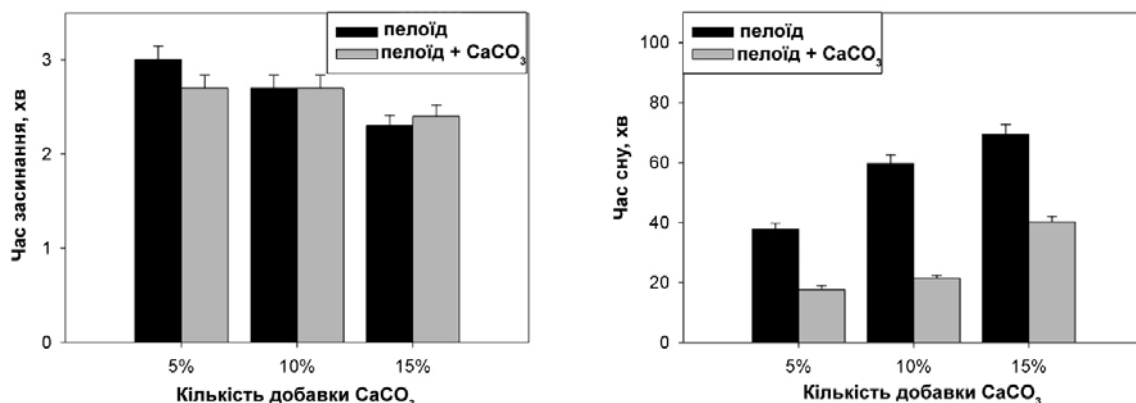 Час засинання, хв
3
2
1
0
пелоїд
пелоїд + CaCO₃
5%
10%
15%
Кількість добавки CaCO₃
Час сну, хв
100
80
60
40
20
0
пелоїд
пелоїд + CaCO₃
5%
10%
15%
Кількість добавки CaCO₃